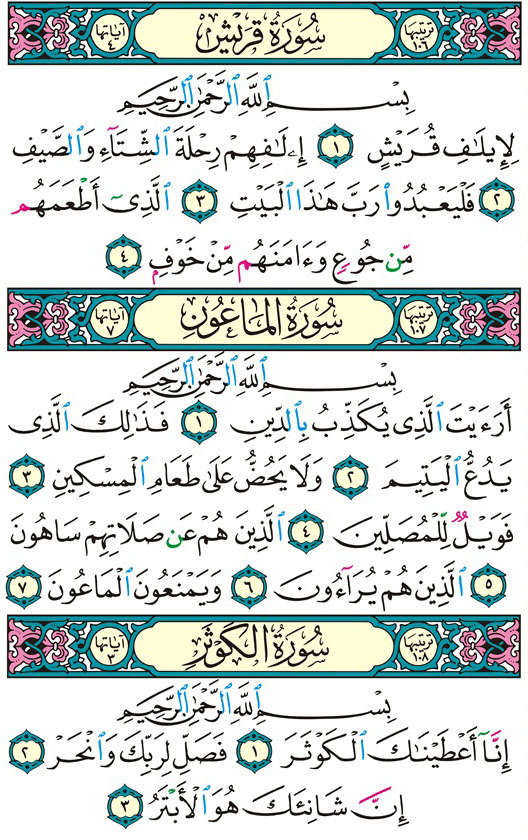 ترتيبها ١٠٦ سُورَةُ قُرَيْشٍ آياتها ٤
بِسْمِ ٱللَّهِ ٱلرَّحْمَٰنِ ٱلرَّحِيمِ
لِإِيلَٰفِ قُرَيْشٍ ١ إِۦلَٰفِهِمْ رِحْلَةَ ٱلشِّتَآءِ وَٱلصَّيْفِ
٢ فَلْيَعْبُدُوا۟ رَبَّ هَٰذَا ٱلْبَيْتِ ٣ ٱلَّذِىٓ أَطْعَمَهُم
مِّن جُوعٍ وَءَامَنَهُم مِّنْ خَوْفٍۭ ٤
ترتيبها ١٠٧ سُورَةُ المَاعُونِ آياتها ٧
بِسْمِ ٱللَّهِ ٱلرَّحْمَٰنِ ٱلرَّحِيمِ
أَرَءَيْتَ ٱلَّذِى يُكَذِّبُ بِٱلدِّينِ ١ فَذَٰلِكَ ٱلَّذِى
يَدُعُّ ٱلْيَتِيمَ ٢ وَلَا يَحُضُّ عَلَىٰ طَعَامِ ٱلْمِسْكِينِ ٣
فَوَيْلٌ لِّلْمُصَلِّينَ ٤ ٱلَّذِينَ هُمْ عَن صَلَاتِهِمْ سَاهُونَ
٥ ٱلَّذِينَ هُمْ يُرَآءُونَ ٦ وَيَمْنَعُونَ ٱلْمَاعُونَ ٧
ترتيبها ١٠٨ سُورَةُ الكَوْثَرِ آياتها ٣
بِسْمِ ٱللَّهِ ٱلرَّحْمَٰنِ ٱلرَّحِيمِ
إِنَّآ أَعْطَيْنَٰكَ ٱلْكَوْثَرَ ١ فَصَلِّ لِرَبِّكَ وَٱنْحَرْ ٢
إِنَّ شَانِئَكَ هُوَ ٱلْأَبْتَرُ ٣